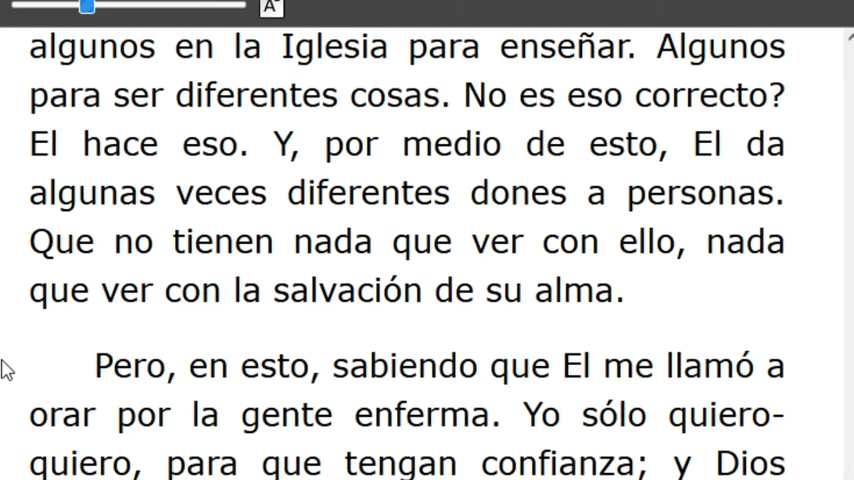 A
algunos en la Iglesia para enseñar. Algunos
para ser diferentes cosas. No es eso correcto?
El hace eso. Y, por medio de esto, El da
algunas veces diferentes dones a personas.
Que no tienen nada que ver con ello, nada
que ver con la salvación de su alma.
Pero, en esto, sabiendo que El me llamó a
orar por la gente enferma. Yo sólo quiero-
quiero, para que tengan confianza; y Dios